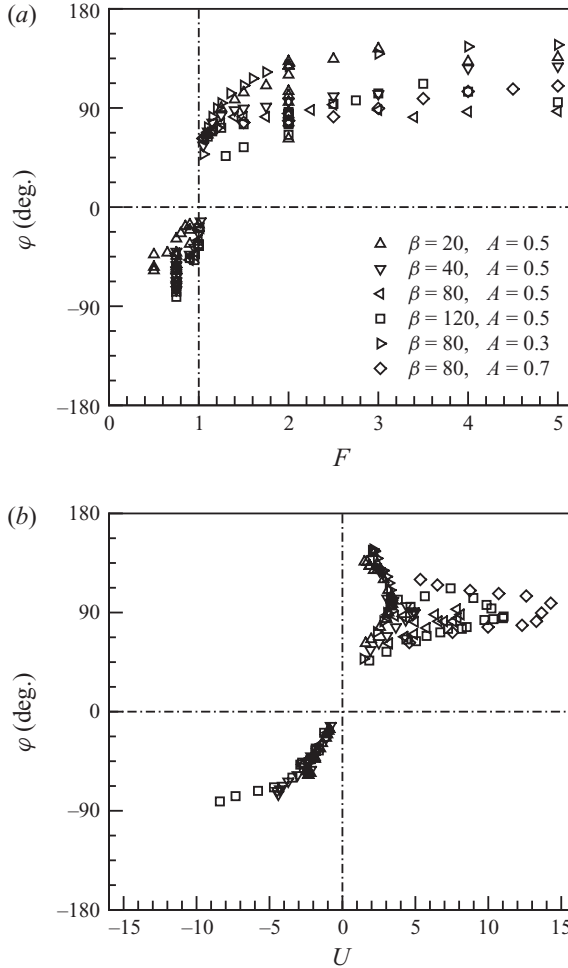 (a)
180
90
0
–90
–180
φ (deg.)
β = 20, A = 0.5
β = 40, A = 0.5
β = 80, A = 0.5
β = 120, A = 0.5
β = 80, A = 0.3
β = 80, A = 0.7
0 1 2 3 4 5
F
(b)
180
90
0
–90
–180
φ (deg.)
–15 –10 –5 0 5 10 15
U